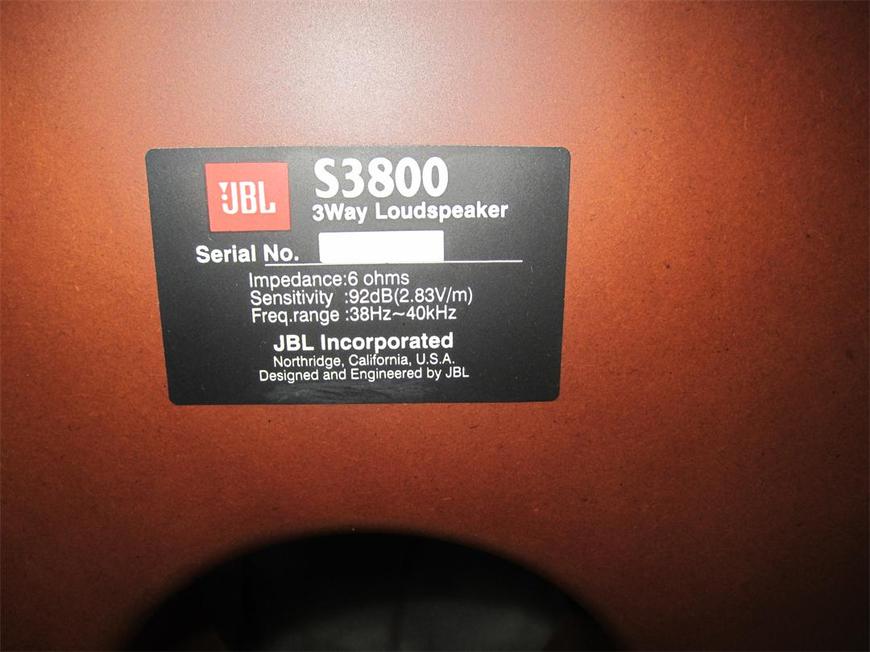 JBL
S3800
3Way Loudspeaker
Serial No.
Impedance:6 ohms
Sensitivity :92dB(2.83V/m)
Freq.range :38Hz~40kHz
JBL Incorporated
Northridge, California, U.S.A.
Designed and Engineered by JBL